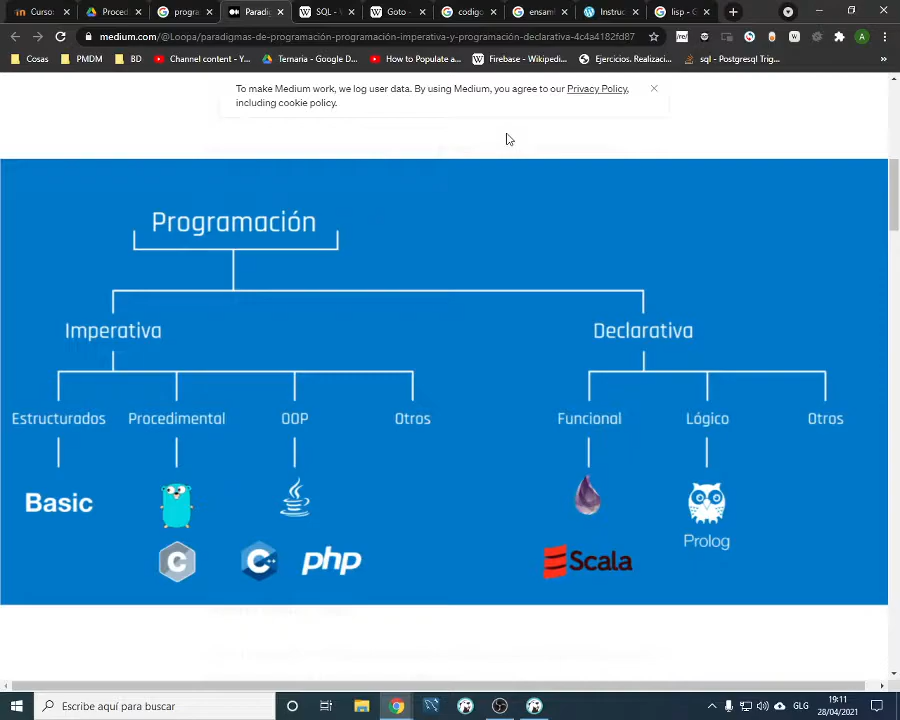 Curso:
Proced
progra
Paradig
SQL - V
Goto -
codigo
ensam
Instruc
lisp - G
medium.com/@Loopa/paradigmas-de-programación-programación-imperativa-y-programación-declarativa-4c4a4182fd87
Cosas
PMDM
BD
Channel content - Y...
Ternaria - Google D...
How to Populate a...
Firebase - Wikipedi...
Ejercicios. Realizaci...
sql - Postgresql Trig...
To make Medium work, we log user data. By using Medium, you agree to our Privacy Policy,
including cookie policy.
Programación
Imperativa
Declarativa
Estructurados
Procedimental
OOP
Otros
Funcional
Lógico
Otros
Basic
Prolog
C
C++
php
Scala
Escribe aquí para buscar
GLG
19:11
28/04/2021